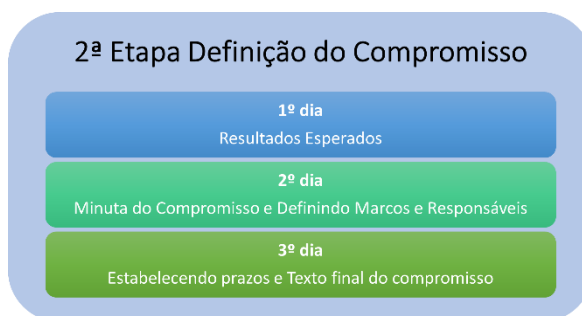 2ª Etapa Definição do Compromisso
1º dia
Resultados Esperados
2º dia
Minuta do Compromisso e Definindo Marcos e Responsáveis
3º dia
Estabelecendo prazos e Texto final do compromisso